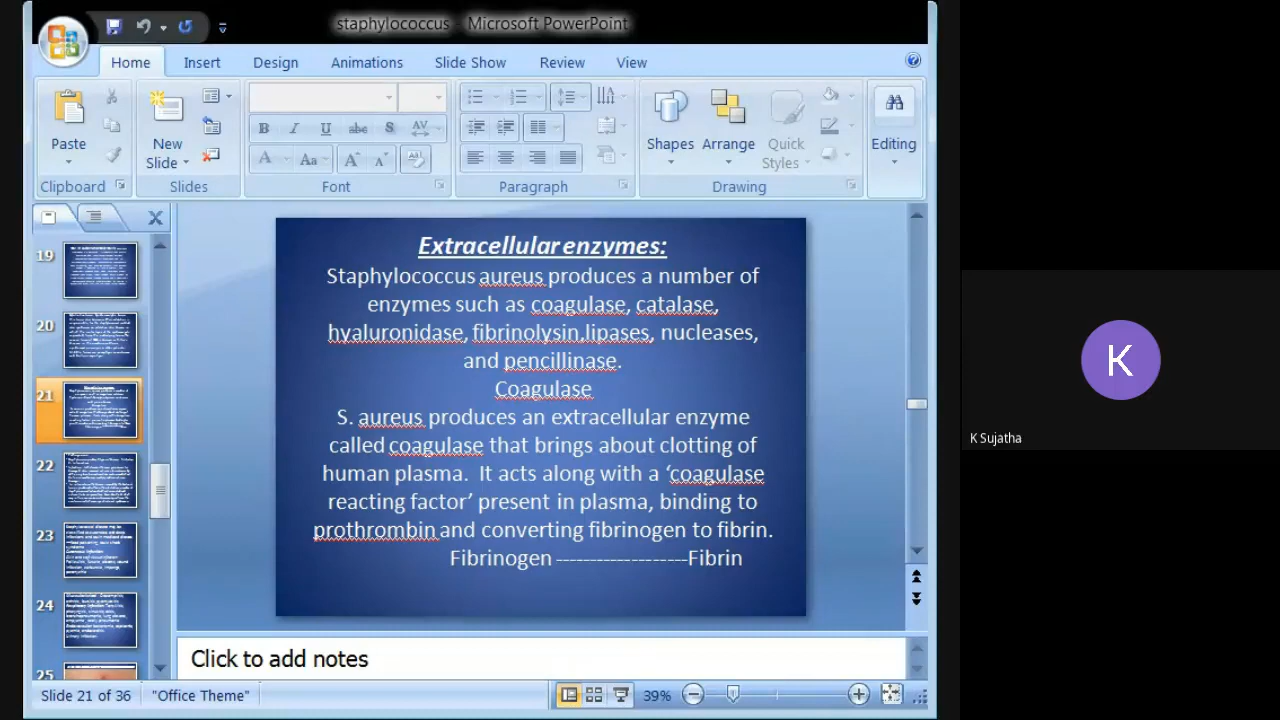 staphylococcus - Microsoft PowerPoint
Home Insert Design Animations Slide Show Review View
Paste
New Slide
B I U abc S AV
A Aa A A
Shapes Arrange Quick Styles
Editing
Clipboard Slides Font Paragraph Drawing
19
20
21
22
23
24
25
Extracellular enzymes:
Staphylococcus aureus produces a number of
enzymes such as coagulase, catalase,
hyaluronidase, fibrinolysin,lipases, nucleases,
and pencillinase.
Coagulase
S. aureus produces an extracellular enzyme
called coagulase that brings about clotting of
human plasma. It acts along with a ‘coagulase
reacting factor’ present in plasma, binding to
prothrombin and converting fibrinogen to fibrin.
Fibrinogen -------------------Fibrin
Click to add notes
Slide 21 of 36 "Office Theme" 39%
K
K Sujatha